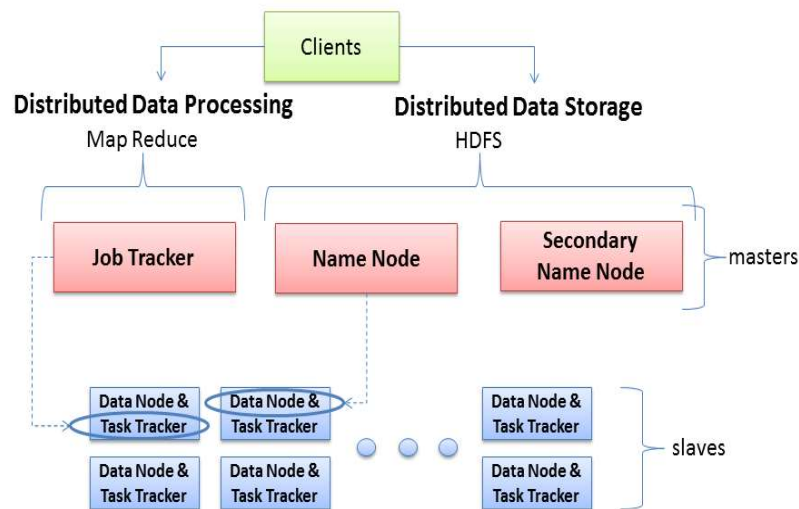 Clients
Distributed Data Processing
Map Reduce
Distributed Data Storage
HDFS
Job Tracker
Name Node
Secondary
Name Node
masters
Data Node &
Task Tracker
Data Node &
Task Tracker
Data Node &
Task Tracker
slaves
Data Node &
Task Tracker
Data Node &
Task Tracker
Data Node &
Task Tracker